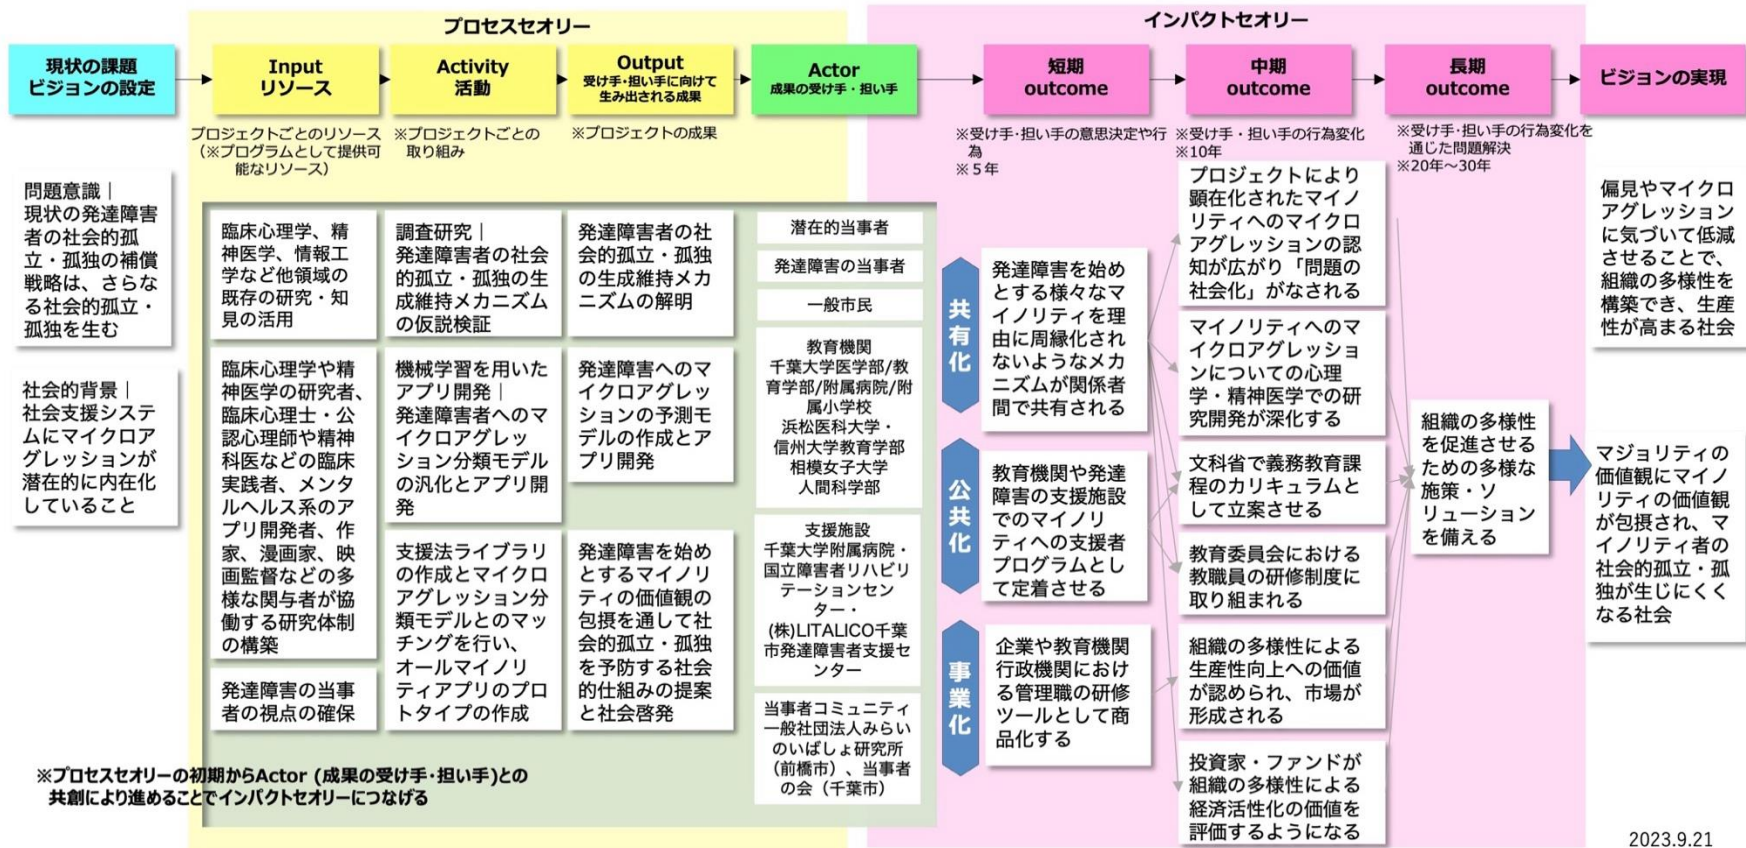 プロセスセオリー
インパクトセオリー
現状の課題
ビジョンの設定
Input
リソース
Activity
活動
Output
受け手･担い手に向けて
生み出される成果
Actor
成果の受け手・担い手
短期
outcome
中期
outcome
長期
outcome
ビジョンの実現
プロジェクトごとのリソース
（※プログラムとして提供可
能なリソース）
※プロジェクトごとの
取り組み
※プロジェクトの成果
※受け手･担い手の意思決定や行
為
※５年
※受け手・担い手の行為変化
※10年
※受け手･担い手の行為変化を
通じた問題解決
※20年～30年
問題意識｜
現状の発達障害
者の社会的孤
立・孤独の補償
戦略は、さらな
る社会的孤立・
孤独を生む
社会的背景｜
社会支援システ
ムにマイクロア
グレッションが
潜在的に内在化
していること
臨床心理学、精
神医学、情報工
学など他領域の
既存の研究・知
見の活用
臨床心理学や精
神医学の研究者、
臨床心理士・公
認心理師や精神
科医などの臨床
実践者、メンタ
ルヘルス系のア
プリ開発者、作
家、漫画家、映
画監督などの多
様な関与者が協
働する研究体制
の構築
発達障害の当事
者の視点の確保
調査研究｜
発達障害者の社会
的孤立・孤独の生
成維持メカニズム
の仮説検証
機械学習を用いた
アプリ開発｜
発達障害者へのマ
イクロアグレッ
ション分類モデル
の汎化とアプリ開
発
支援法ライブラリ
の作成とマイクロ
アグレッション分
類モデルとのマッ
チングを行い、
オールマイノリ
ティアプリのプロ
トタイプの作成
発達障害者の社
会的孤立・孤独
の生成維持メカ
ニズムの解明
発達障害へのマ
イクロアグレッ
ションの予測モ
デルの作成とア
プリ開発
発達障害を始め
とするマイノリ
ティの価値観の
包摂を通して社
会的孤立・孤独
を予防する社会
的仕組みの提案
と社会啓発
潜在的当事者
発達障害の当事者
一般市民
教育機関
千葉大学医学部/教
育学部/附属病院/附
属小学校
浜松医科大学・
信州大学教育学部
相模女子大学
人間科学部
支援施設
千葉大学附属病院・
国立障害者リハビリ
テーションセン
ター・
(株)LITALICO千葉
市発達障害者支援セ
ンター
当事者コミュニティ
一般社団法人みらい
のいばしょ研究所
（前橋市）、当事者
の会（千葉市）
共有化
公共化
事業化
発達障害を始め
とする様々なマ
イノリティを理
由に周縁化され
ないようなメカ
ニズムが関係者
間で共有される
教育機関や発達
障害の支援施設
でのマイノリ
ティへの支援者
プログラムとし
て定着させる
企業や教育機関
行政機関におけ
る管理職の研修
ツールとして商
品化する
プロジェクトにより
顕在化されたマイノ
リティへのマイクロ
アグレッションの認
知が広がり「問題の
社会化」がなされる
マイノリティへのマ
イクロアグレッショ
ンについての心理
学・精神医学での研
究開発が深化する
文科省で義務教育課
程のカリキュラムと
して立案させる
教育委員会における
教職員の研修制度に
取り組まれる
組織の多様性による
生産性向上への価値
が認められ、市場が
形成される
投資家・ファンドが
組織の多様性による
経済活性化の価値を
評価するようになる
組織の多様性
を促進させる
ための多様な
施策・ソ
リューション
を備える
偏見やマイクロ
アグレッション
に気づいて低減
させることで、
組織の多様性を
構築でき、生産
性が高まる社会
マジョリティの
価値観にマイノ
リティの価値観
が包摂され、マ
イノリティ者の
社会的孤立・孤
独が生じにくく
なる社会
※プロセスセオリーの初期からActor (成果の受け手･担い手)との
共創により進めることでインパクトセオリーにつなげる
2023.9.21